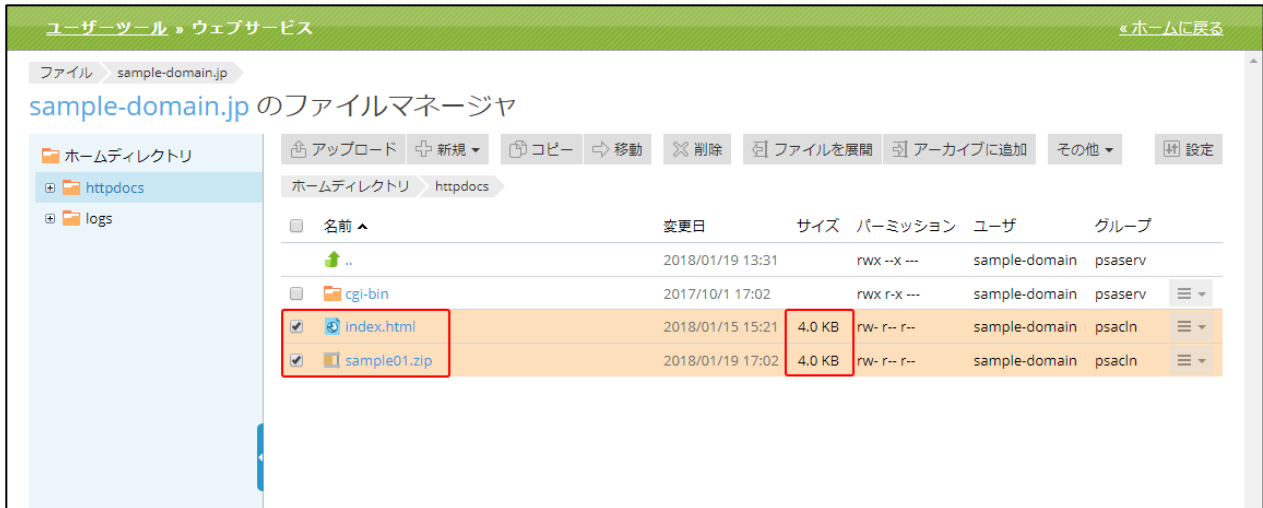 ユーザーツール » ウェブサービス «ホームに戻る
ファイル sample-domain.jp
sample-domain.jp のファイルマネージャ
ホームディレクトリ
httpdocs
logs
アップロード 新規 コピー 移動 削除 ファイルを展開 アーカイブに追加 その他 設定
ホームディレクトリ httpdocs
名前 変更日 サイズ パーミッション ユーザ グループ
.. 2018/01/19 13:31 rwx --x --- sample-domain psaserv
cgi-bin 2017/10/1 17:02 rwx r-x --- sample-domain psaserv
index.html 2018/01/15 15:21 4.0 KB rw- r-- r-- sample-domain psacln
sample01.zip 2018/01/19 17:02 4.0 KB rw- r-- r-- sample-domain psacln